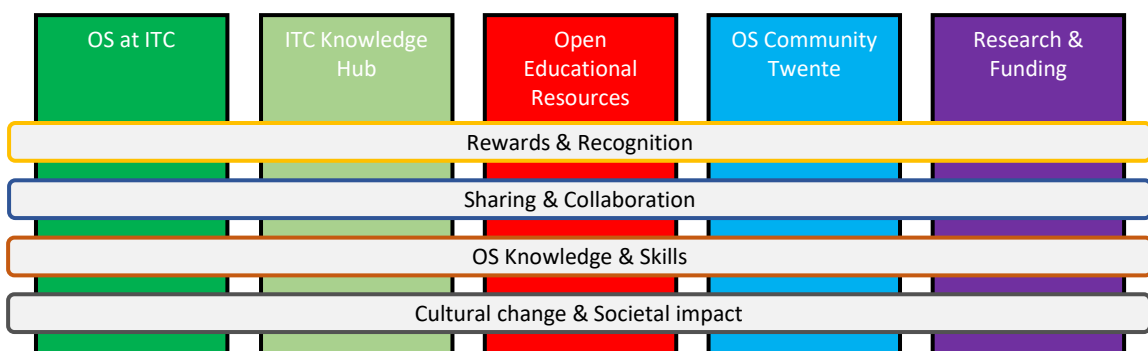 OS at ITC
ITC Knowledge
Hub
Open
Educational
Resources
OS Community
Twente
Research &
Funding
Rewards & Recognition
Sharing & Collaboration
OS Knowledge & Skills
Cultural change & Societal impact